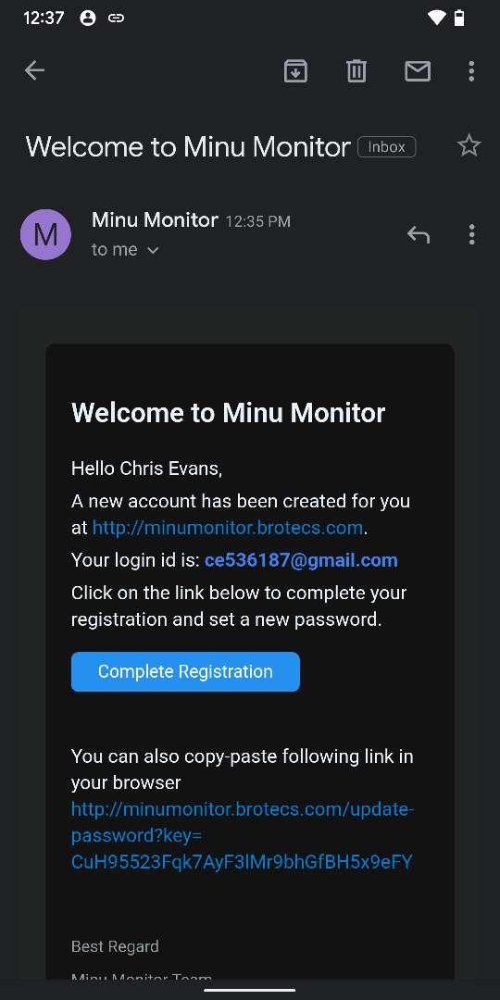 12:37
Welcome to Minu Monitor Inbox
M
Minu Monitor 12:35 PM
to me
Welcome to Minu Monitor
Hello Chris Evans,
A new account has been created for you
at http://minumonitor.brotecs.com.
Your login id is: ce536187@gmail.com
Click on the link below to complete your
registration and set a new password.
Complete Registration
You can also copy-paste following link in
your browser
http://minumonitor.brotecs.com/update-
password?key=
CuH95523Fqk7AyF3lMr9bhGfBH5x9eFY
Best Regard
Minu Monitor Team